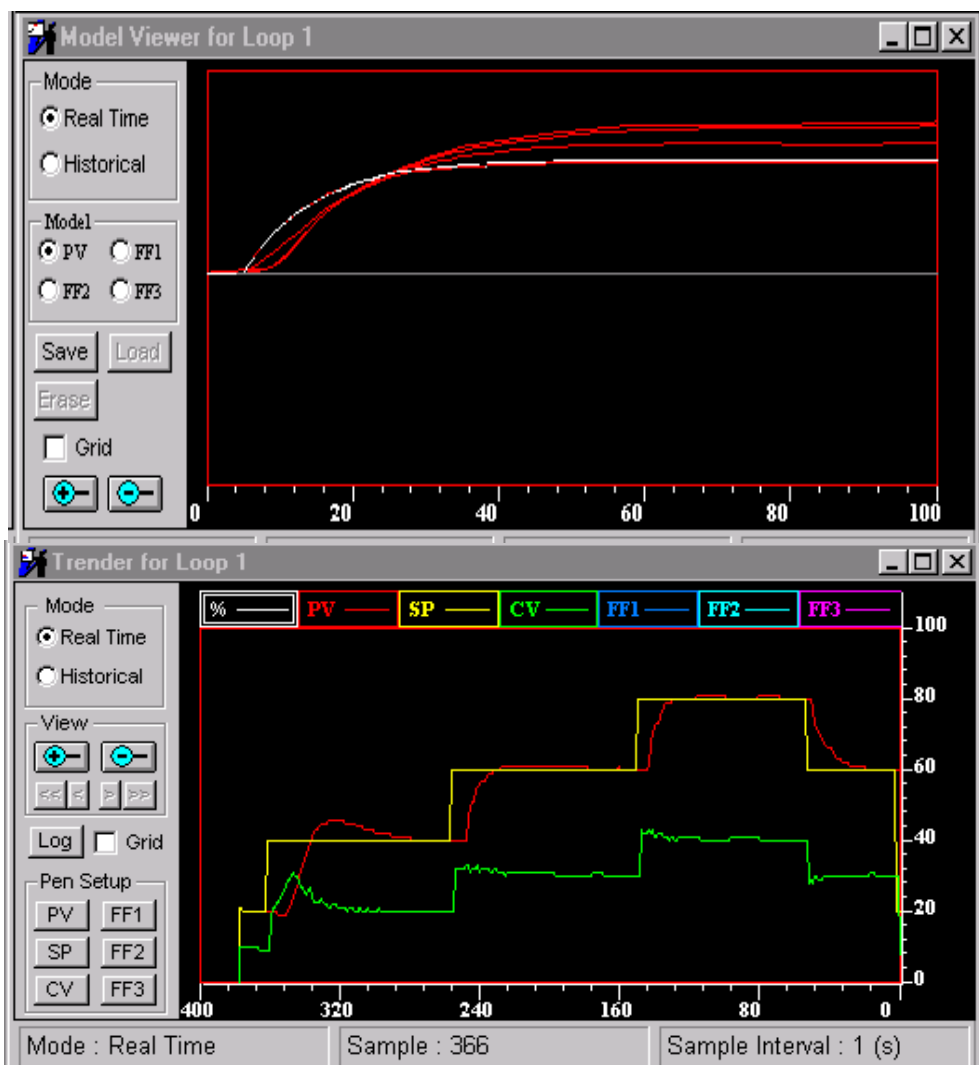 Model Viewer for Loop 1
Mode
Real Time
Historical
Model
PV FF1
FF2 FF3
Save Load
Erase
Grid
0 20 40 60 80 100
Trender for Loop 1
Mode
Real Time
Historical
View
<< < > >>
Log Grid
Pen Setup
PV FF1
SP FF2
CV FF3
% PV SP CV FF1 FF2 FF3
100
80
60
40
20
0
400 320 240 160 80 0
Mode : Real Time Sample : 366 Sample Interval : 1 (s)